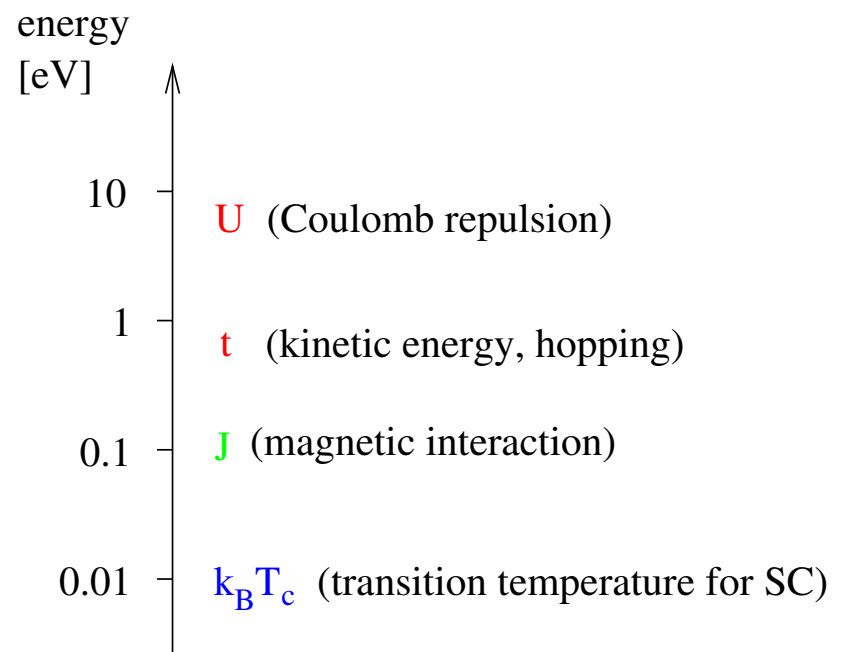 energy
[eV]
10
U (Coulomb repulsion)
1
t (kinetic energy, hopping)
0.1
J (magnetic interaction)
0.01
k_BT_c (transition temperature for SC)